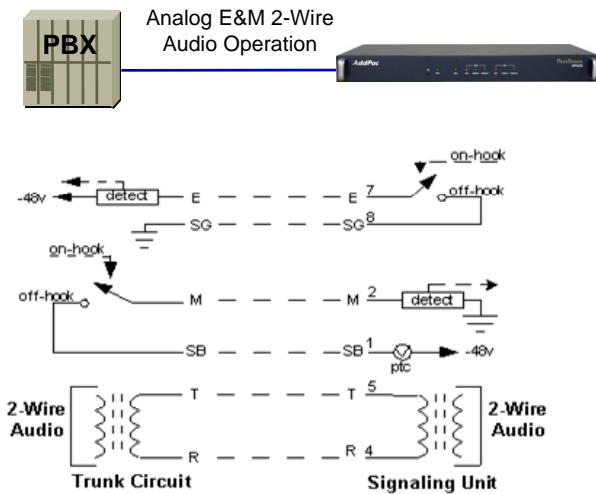 Analog E&M 2-Wire
Audio Operation
PBX
AddPac
on-hook
-48v detect E E 7 off-hook
SG SG 8
on-hook
off-hook M M 2 detect
SB SB 1 -48v
ptc
T T 5
2-Wire
Audio
2-Wire
Audio
R R 4
Trunk Circuit Signaling Unit